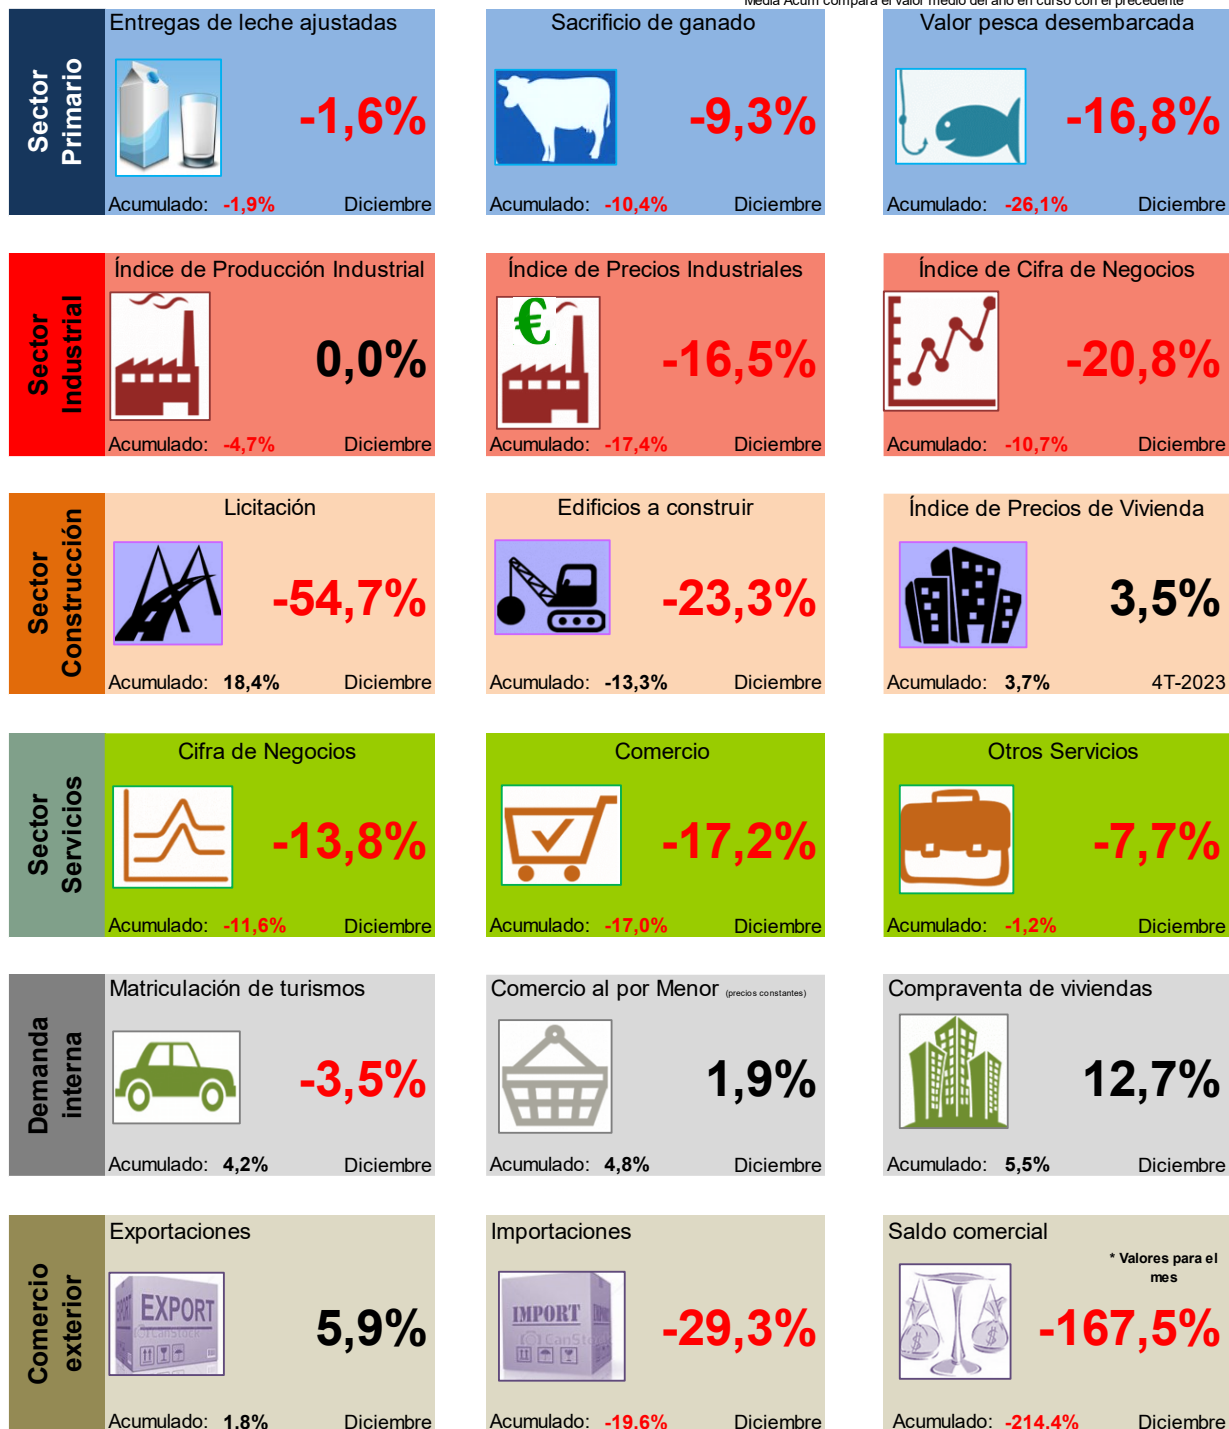 Media Acum compara el valor medio del año en curso con el precedente
Sector
Primario
Entregas de leche ajustadas
-1,6%
Acumulado: -1,9% Diciembre
Sacrificio de ganado
-9,3%
Acumulado: -10,4% Diciembre
Valor pesca desembarcada
-16,8%
Acumulado: -26,1% Diciembre
Sector
Industrial
Índice de Producción Industrial
0,0%
Acumulado: -4,7% Diciembre
Índice de Precios Industriales
€
-16,5%
Acumulado: -17,4% Diciembre
Índice de Cifra de Negocios
-20,8%
Acumulado: -10,7% Diciembre
Sector
Construcción
Licitación
-54,7%
Acumulado: 18,4% Diciembre
Edificios a construir
-23,3%
Acumulado: -13,3% Diciembre
Índice de Precios de Vivienda
3,5%
Acumulado: 3,7% 4T-2023
Sector
Servicios
Cifra de Negocios
-13,8%
Acumulado: -11,6% Diciembre
Comercio
-17,2%
Acumulado: -17,0% Diciembre
Otros Servicios
-7,7%
Acumulado: -1,2% Diciembre
Demanda
interna
Matriculación de turismos
-3,5%
Acumulado: 4,2% Diciembre
Comercio al por Menor (precios constantes)
1,9%
Acumulado: 4,8% Diciembre
Compraventa de viviendas
12,7%
Acumulado: 5,5% Diciembre
Comercio
exterior
Exportaciones
EXPORT
5,9%
Acumulado: 1,8% Diciembre
Importaciones
IMPORT
-29,3%
Acumulado: -19,6% Diciembre
Saldo comercial
* Valores para el
mes
$ $
-167,5%
Acumulado: -214,4% Diciembre